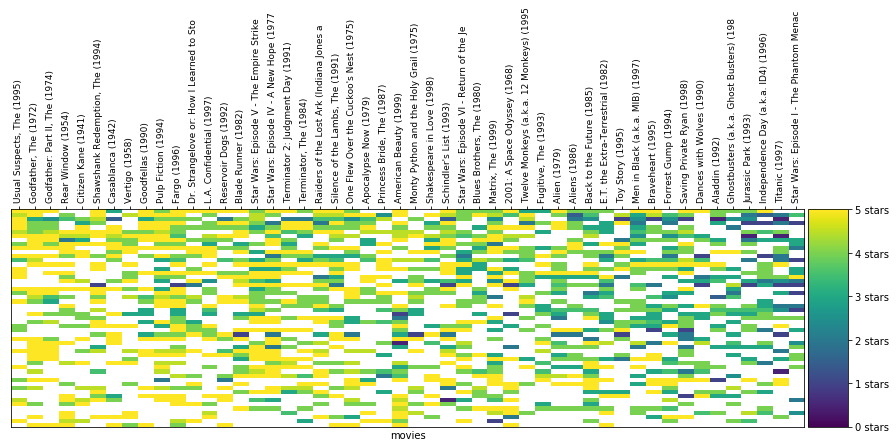 Usual Suspects, The (1995)
Godfather, The (1972)
Godfather: Part II, The (1974)
Rear Window (1954)
Citizen Kane (1941)
Shawshank Redemption, The (1994)
Casablanca (1942)
Vertigo (1958)
Goodfellas (1990)
Pulp Fiction (1994)
Fargo (1996)
Dr. Strangelove or: How I Learned to Sto
L.A. Confidential (1997)
Reservoir Dogs (1992)
Blade Runner (1982)
Star Wars: Episode V - The Empire Strike
Star Wars: Episode IV - A New Hope (1977
Terminator 2: Judgment Day (1991)
Terminator, The (1984)
Raiders of the Lost Ark (Indiana Jones a
Silence of the Lambs, The (1991)
One Flew Over the Cuckoo's Nest (1975)
Apocalypse Now (1979)
Princess Bride, The (1987)
American Beauty (1999)
Monty Python and the Holy Grail (1975)
Shakespeare in Love (1998)
Schindler's List (1993)
Star Wars: Episode VI - Return of the Je
Blues Brothers, The (1980)
Matrix, The (1999)
2001: A Space Odyssey (1968)
Twelve Monkeys (a.k.a. 12 Monkeys) (1995
Fugitive, The (1993)
Alien (1979)
Aliens (1986)
Back to the Future (1985)
E.T. the Extra-Terrestrial (1982)
Toy Story (1995)
Men in Black (a.k.a. MIB) (1997)
Braveheart (1995)
Forrest Gump (1994)
Saving Private Ryan (1998)
Dances with Wolves (1990)
Aladdin (1992)
Ghostbusters (a.k.a. Ghost Busters) (198
Jurassic Park (1993)
Independence Day (a.k.a. ID4) (1996)
Titanic (1997)
Star Wars: Episode I - The Phantom Menac
5 stars
4 stars
3 stars
2 stars
1 stars
0 stars
movies